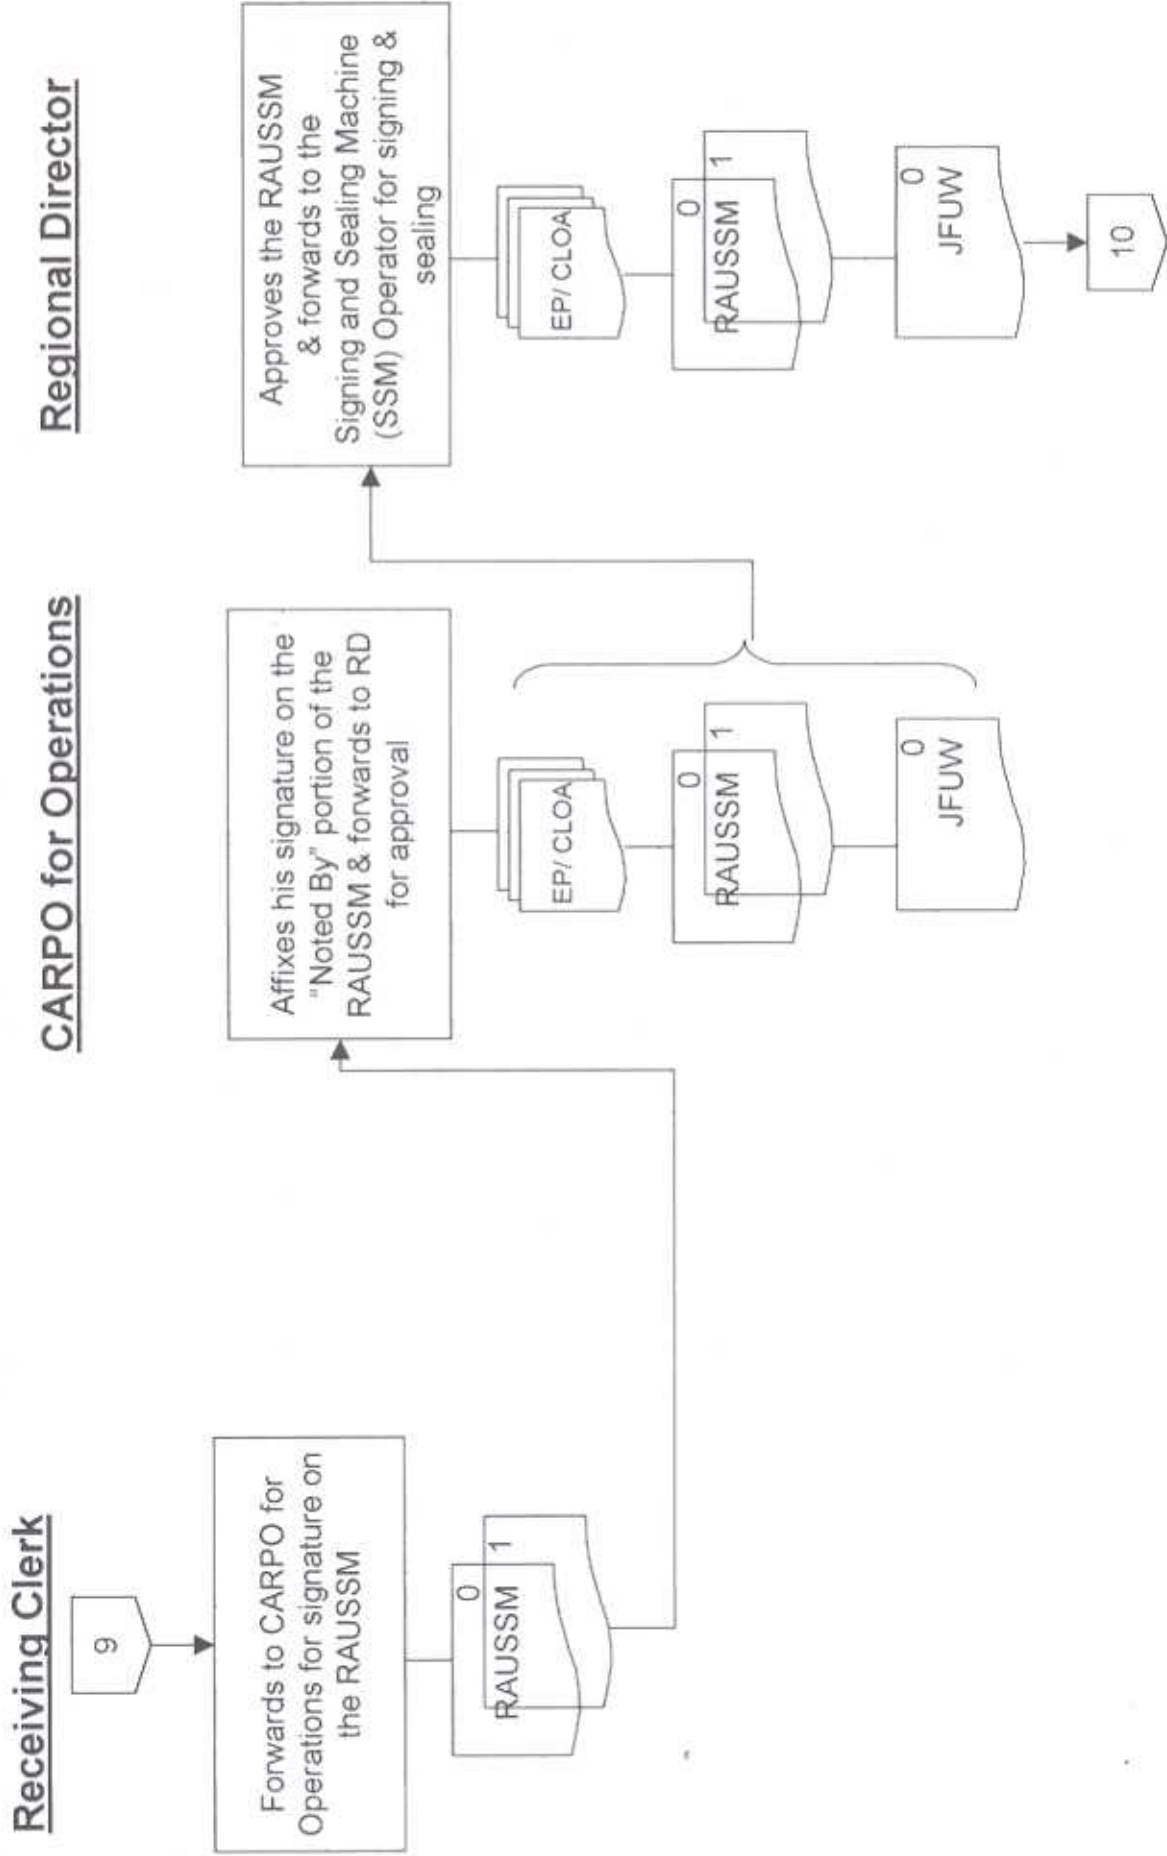 Receiving Clerk
9
Forwards to CARPO for
Operations for signature on
the RAUSSM
0
RAUSSM
1
CARPO for Operations
Affixes his signature on the
"Noted By" portion of the
RAUSSM & forwards to RD
for approval
EP/ CLOA
0
RAUSSM
1
0
JFUW
Regional Director
Approves the RAUSSM
& forwards to the
Signing and Sealing Machine
(SSM) Operator for signing &
sealing
EP/ CLOA
0
RAUSSM
1
0
JFUW
10